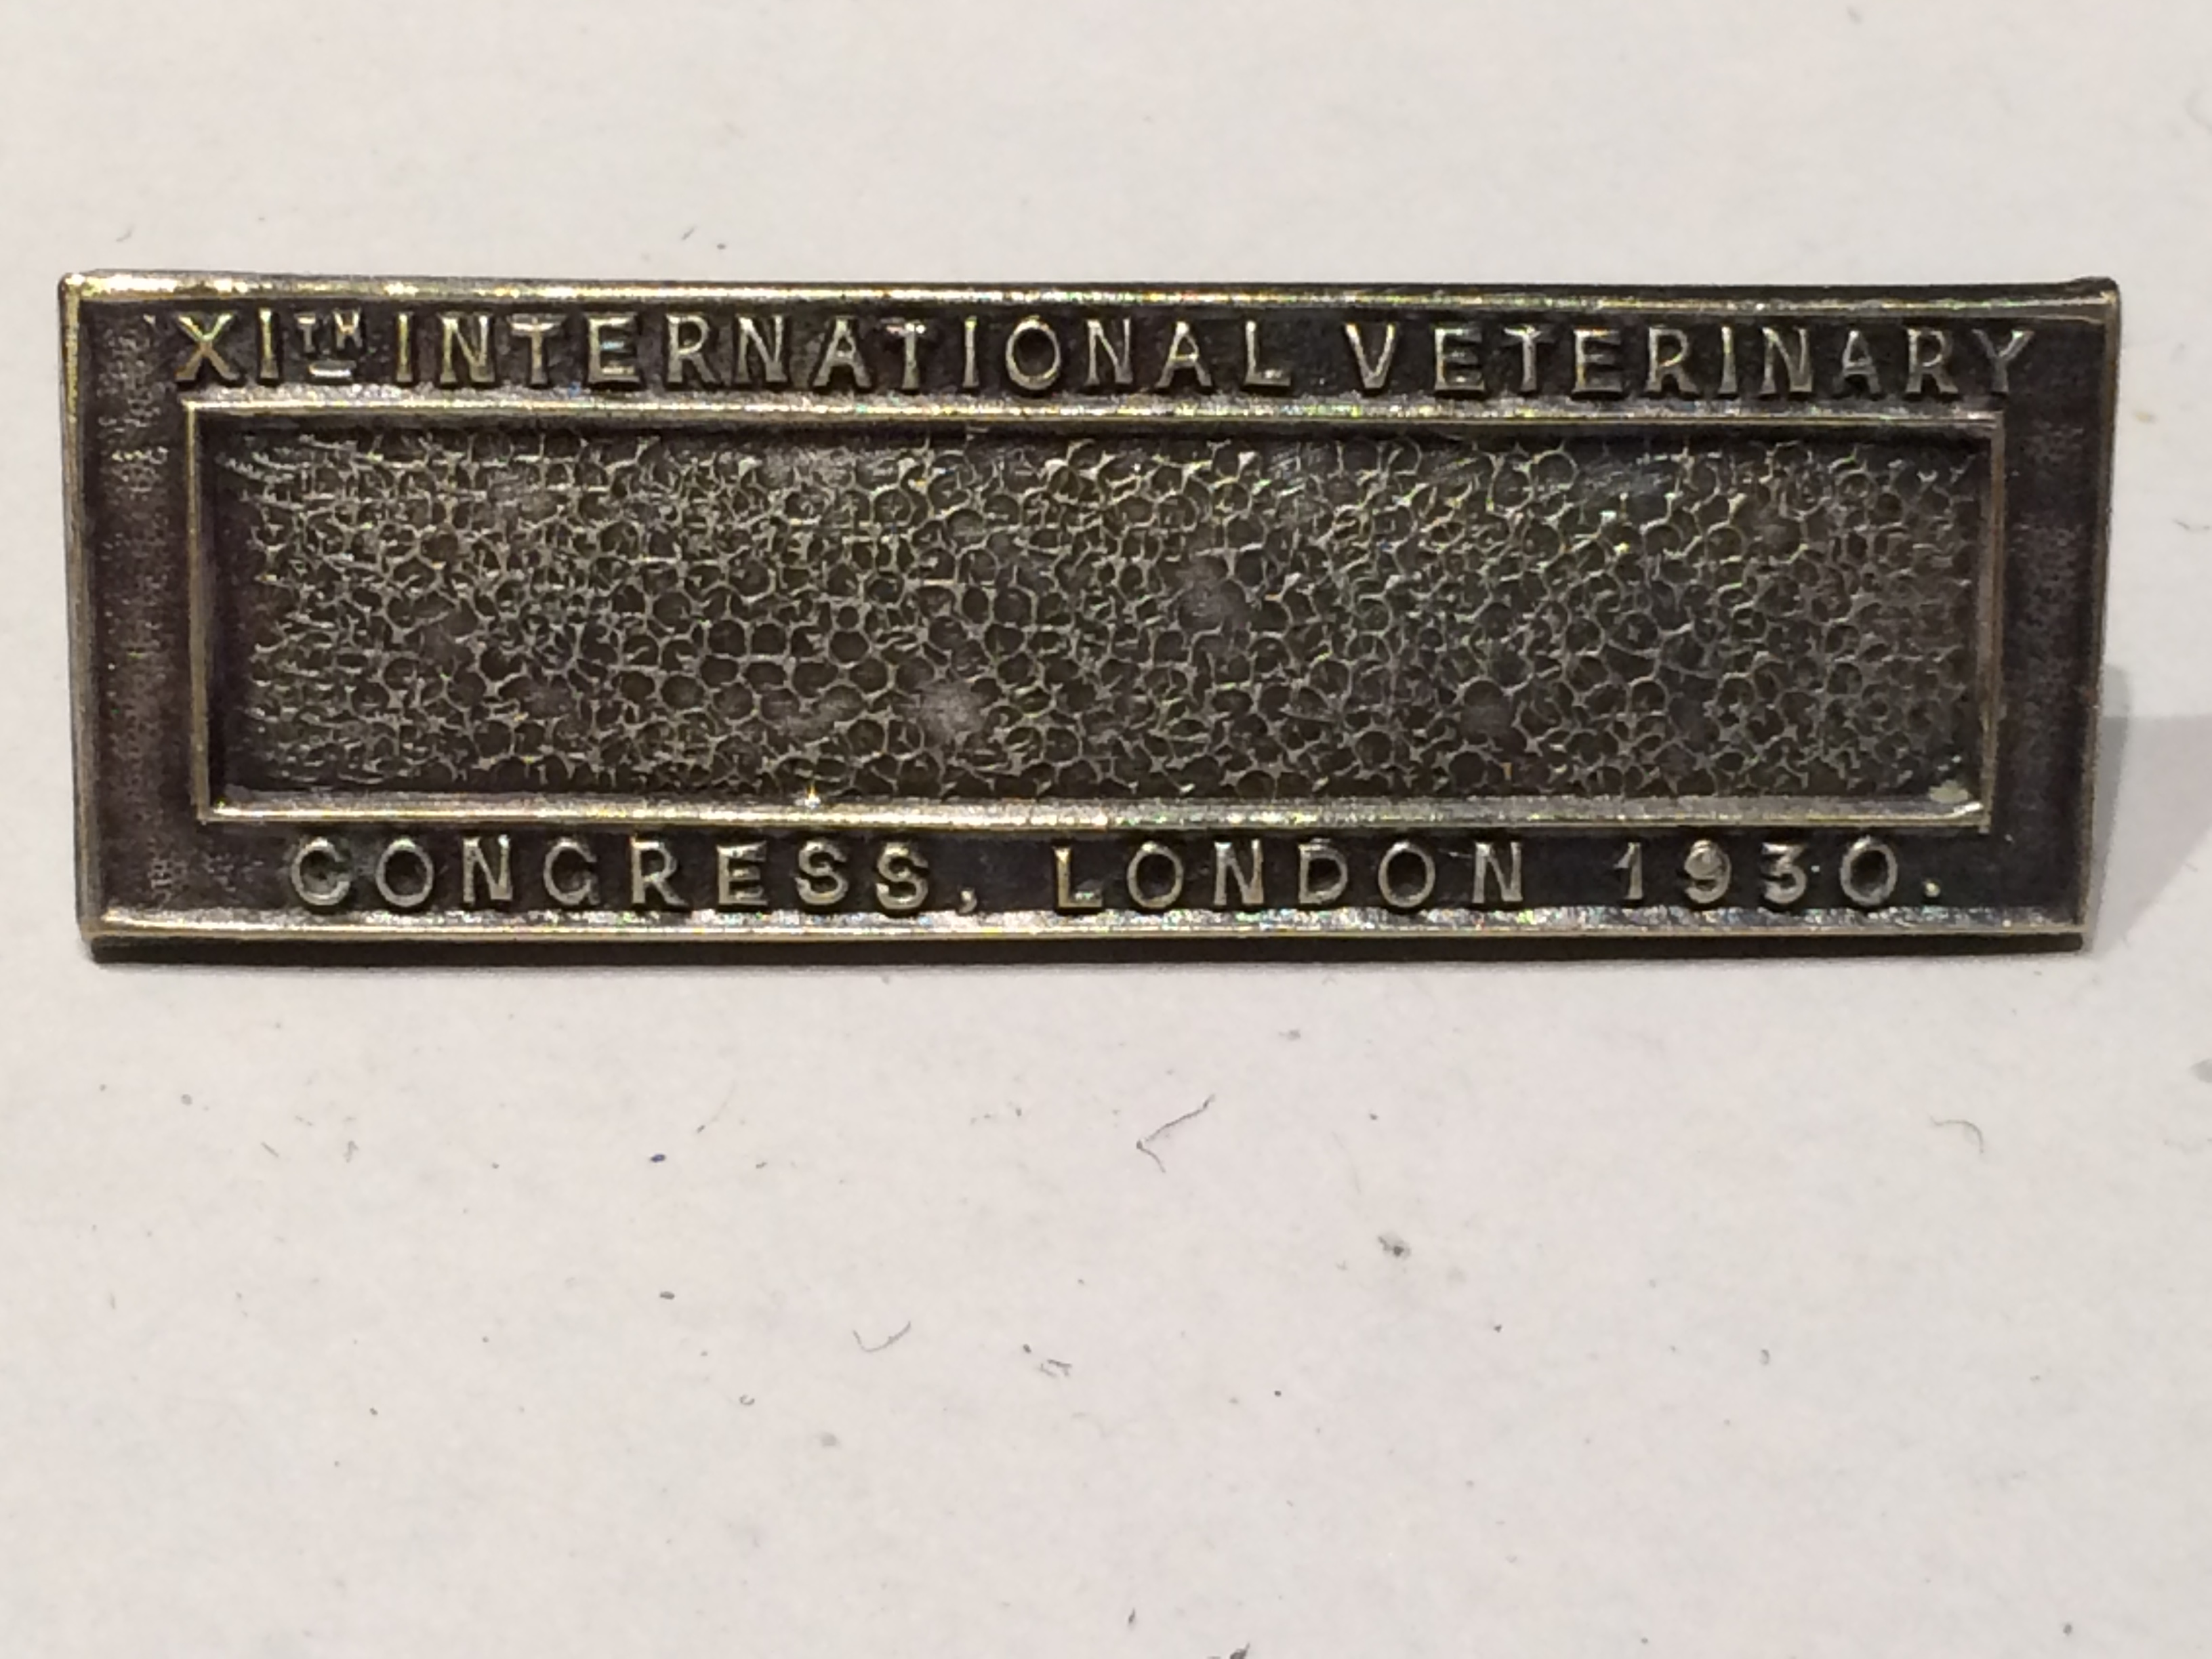 XITH INTERNATIONAL VETERINARY
CONGRESS, LONDON 1930.